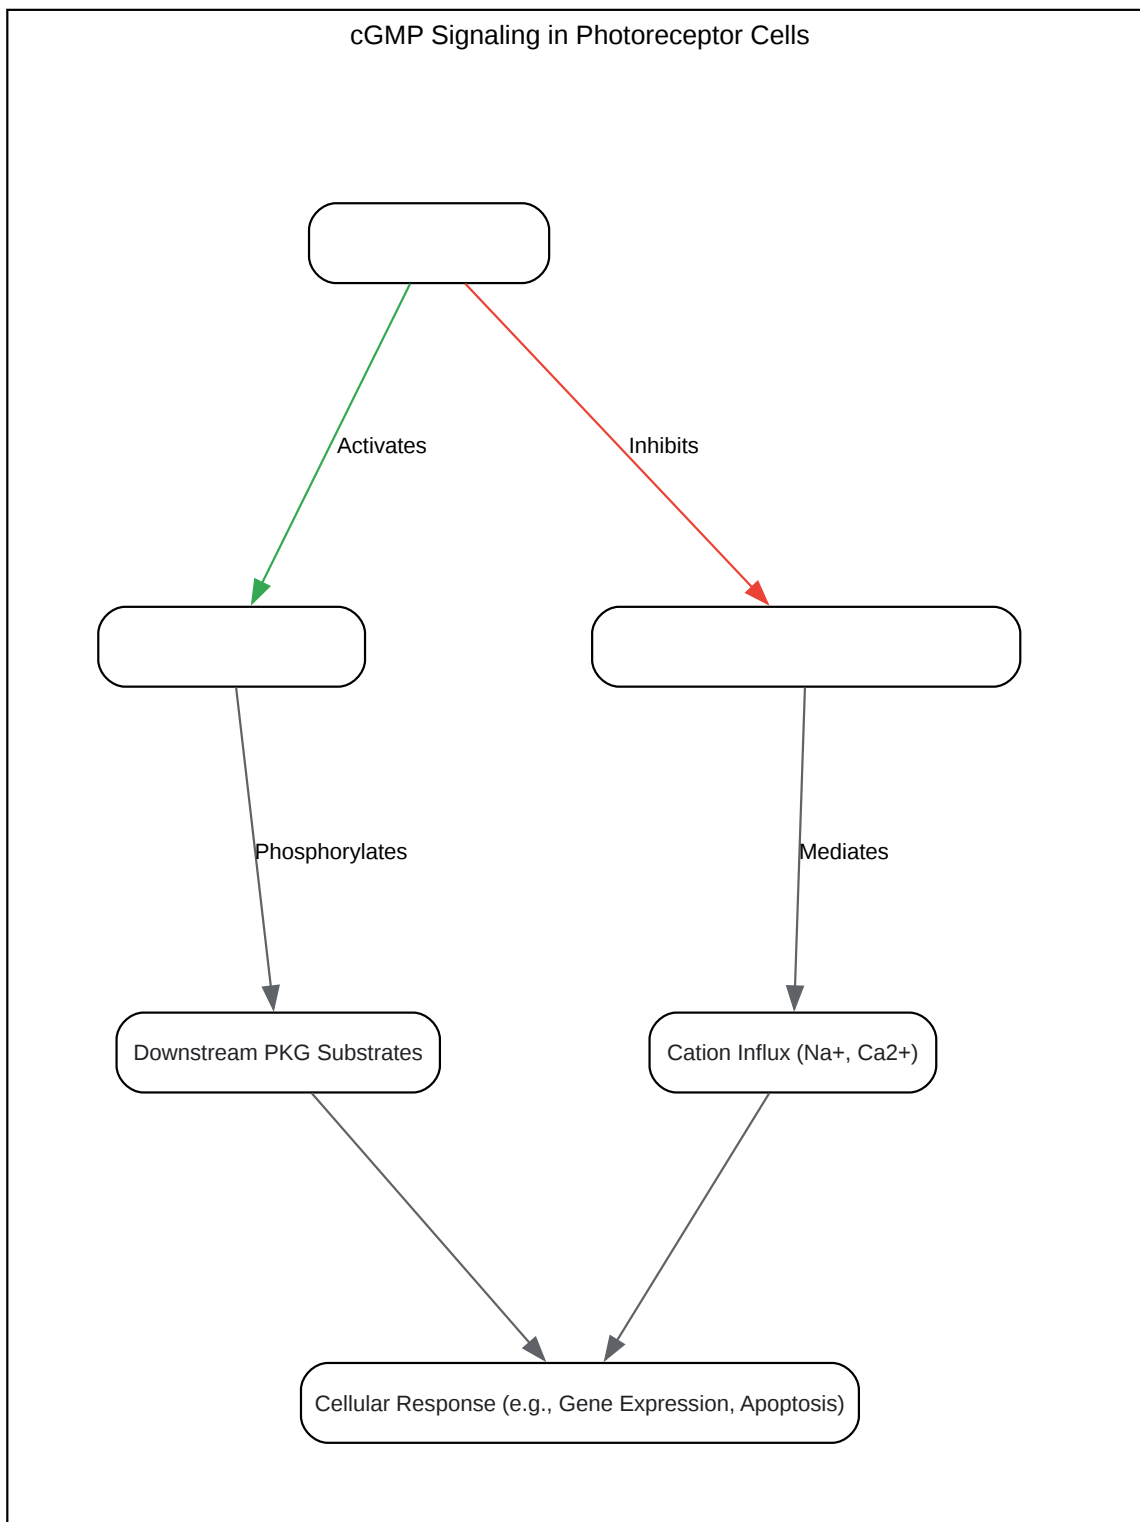 cGMP Signaling in Photoreceptor Cells
Activates
Inhibits
Phosphorylates
Mediates
Downstream PKG Substrates
Cation Influx (Na+, Ca2+)
Cellular Response (e.g., Gene Expression, Apoptosis)